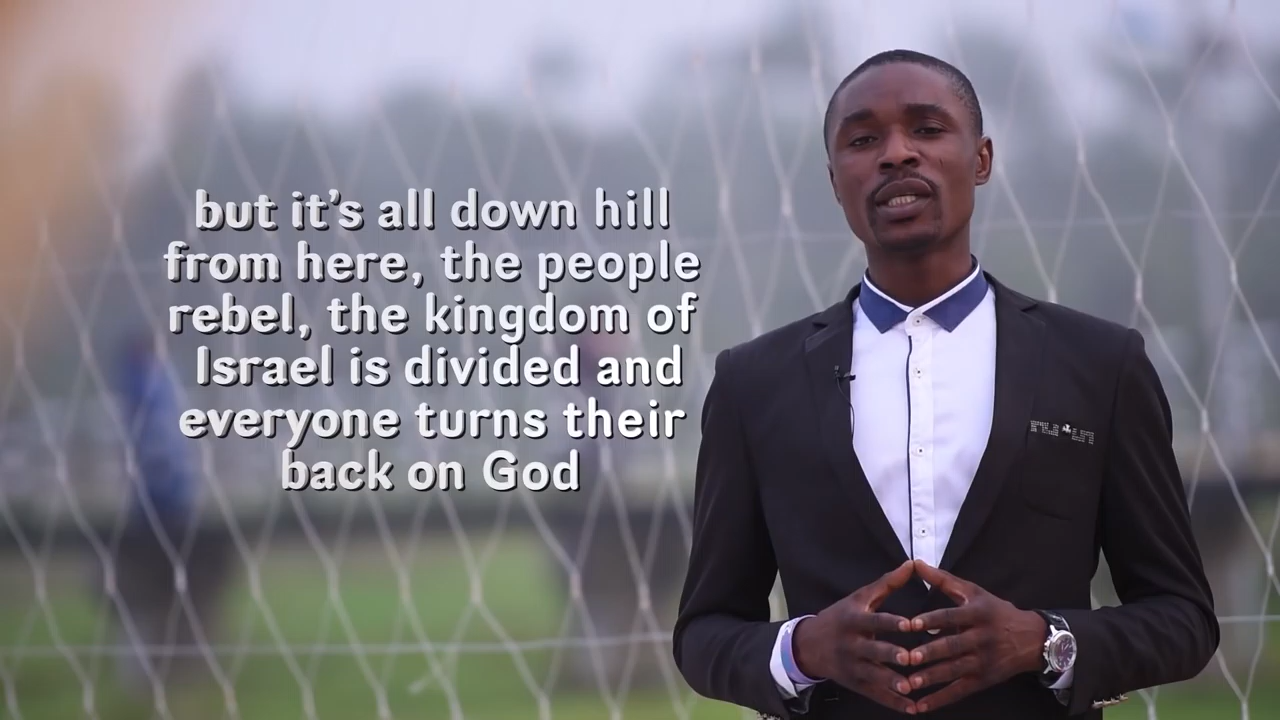 but it's all down hill
from here, the people
rebel, the kingdom of
Israel is divided and
everyone turns their
back on God